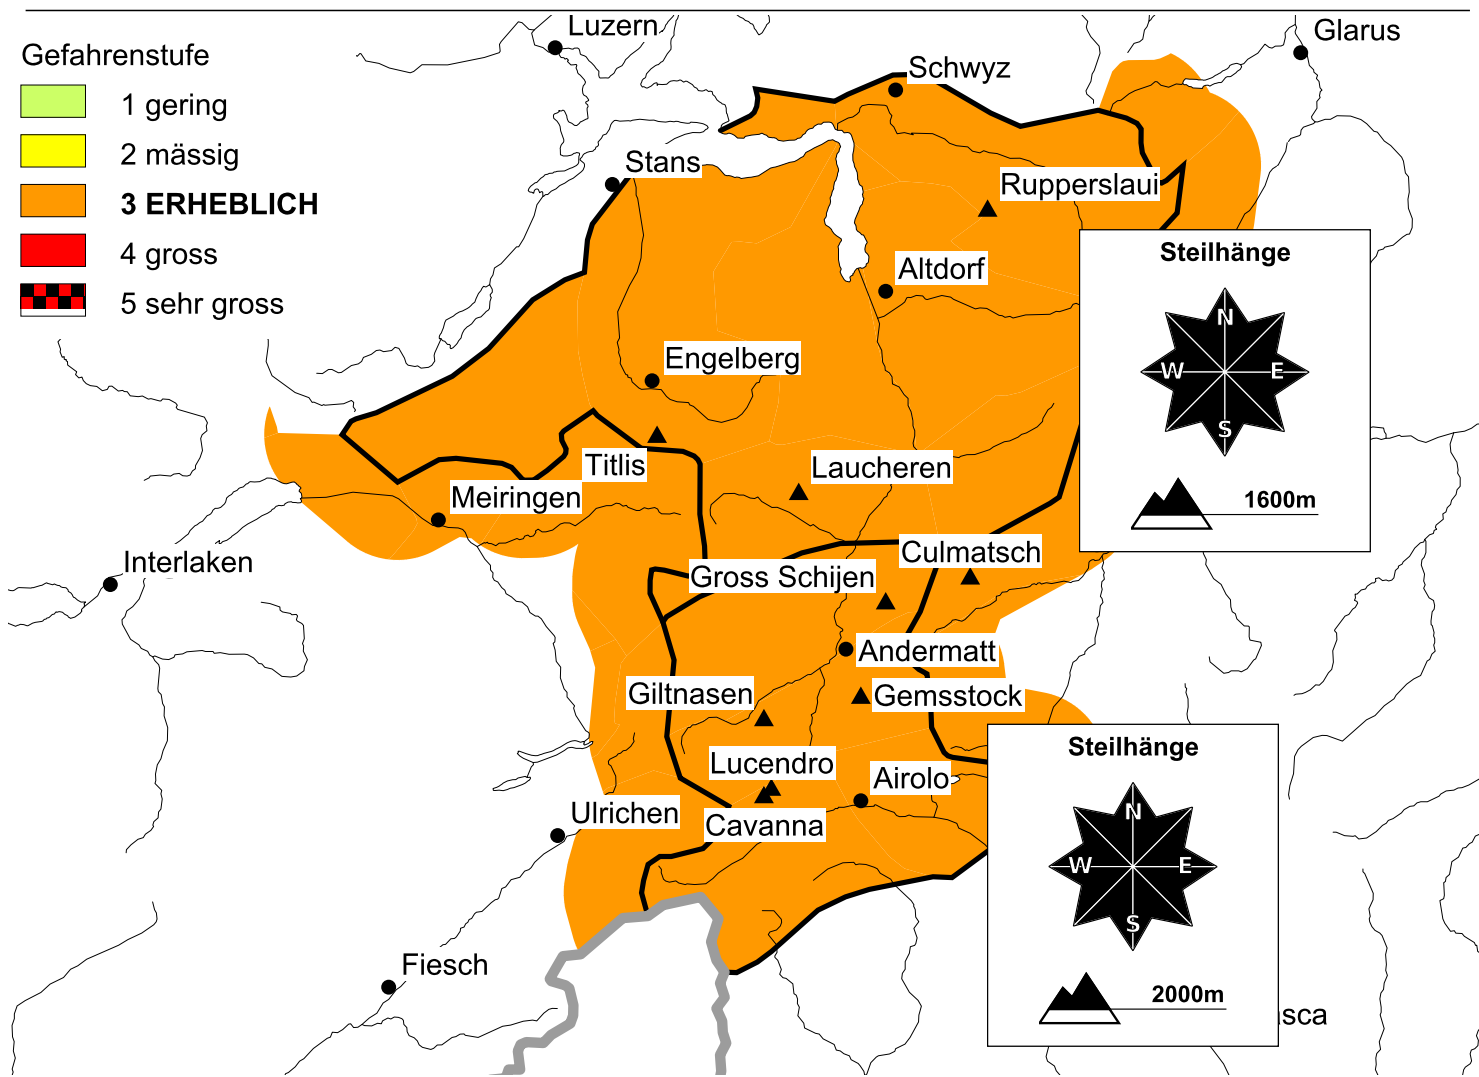 Luzern
Glarus
Gefahrenstufe
Schwyz
1 gering
2 mässig
Stans
Rupperslaui
3 ERHEBLICH
4 gross
Steilhänge
Altdorf
5 sehr gross
N
Engelberg
W E
S
Titlis
Laucheren
Meiringen
1600m
Culmatsch
Interlaken
Gross Schijen
Andermatt
Giltnasen
Gemsstock
Steilhänge
Lucendro
Airolo
Ulrichen
N
Cavanna
W E
S
Fiesch
2000m